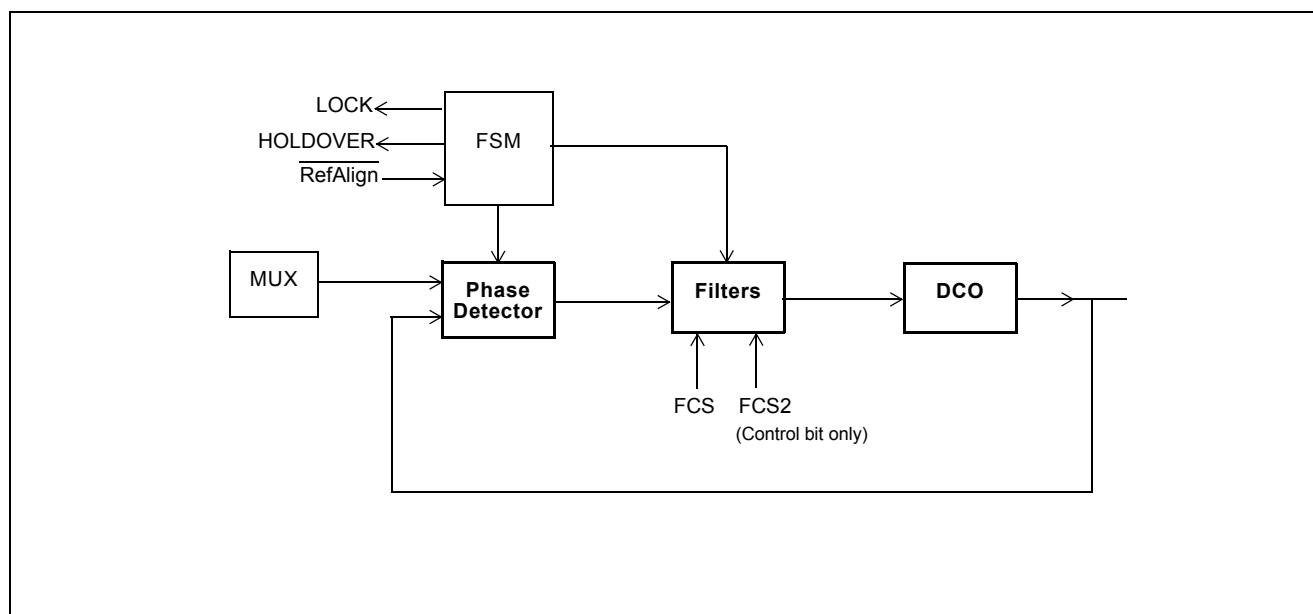 LOCK
HOLDOVER
FSM
RefAlign
MUX
Phase
Detector
Filters
DCO
FCS
FCS2
(Control bit only)